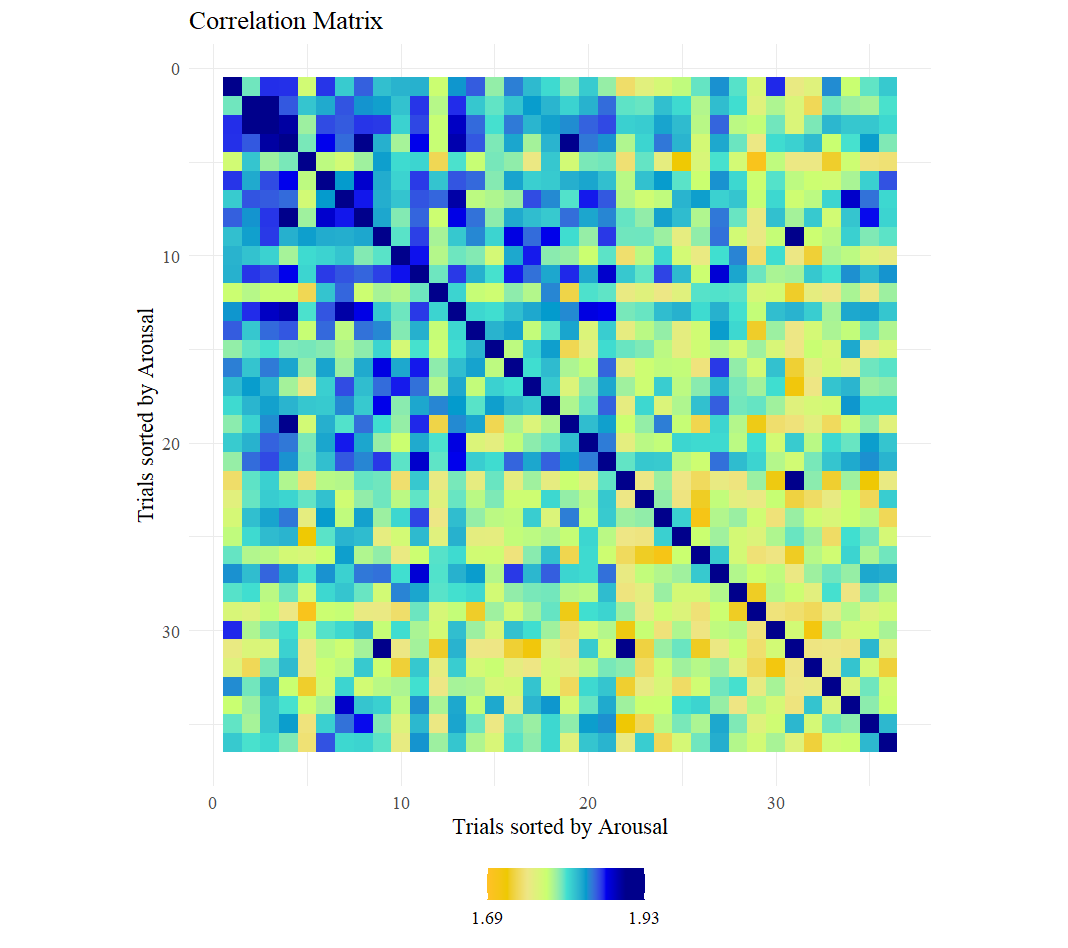 Correlation Matrix
0
10
20
30
Trials sorted by Arousal
0 10 20 30
Trials sorted by Arousal
1.69 1.93